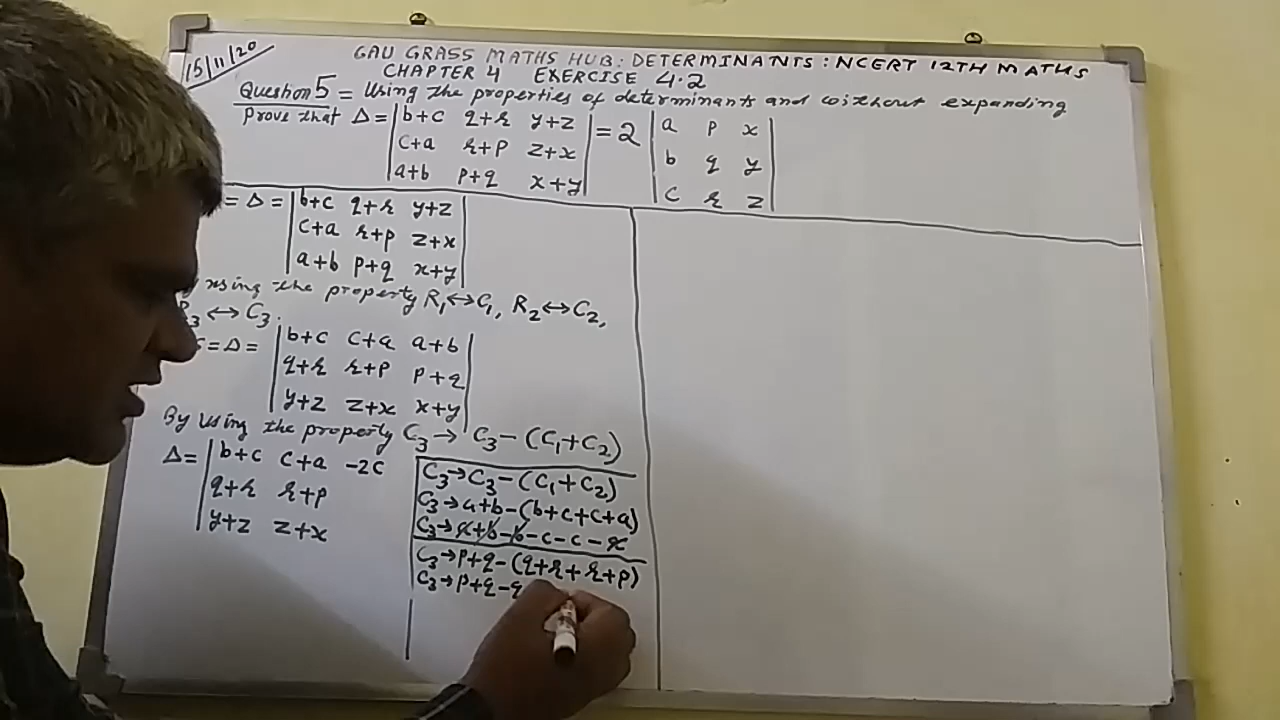 15/11/20
GAU GRASS MATHS HUB: DETERMINANTS: NCERT 12TH MATHS
CHAPTER 4 EXERCISE 4.2
Question 5 = Using the properties of determinants and without expanding
prove that Δ = | b+c q+r y+z | = 2 | a p x |
| c+a r+p z+x | | b q y |
| a+b p+q x+y | | c r z |
= Δ = | b+c q+r y+z |
| c+a r+p z+x |
| a+b p+q x+y |
using the property R₁↔C₁, R₂↔C₂,
₃↔C₃.
=Δ= | b+c c+a a+b |
| q+r r+p p+q |
| y+z z+x x+y |
By using the property C₃→ C₃-(C₁+C₂)
Δ= | b+c c+a -2c
| q+r r+p
| y+z z+x
C₃→C₃-(C₁+C₂)
C₃→a+b-(b+c+c+a)
C₃→a+b-b-c-c-a
C₃→p+q-(q+r+r+p)
C₃→p+q-q